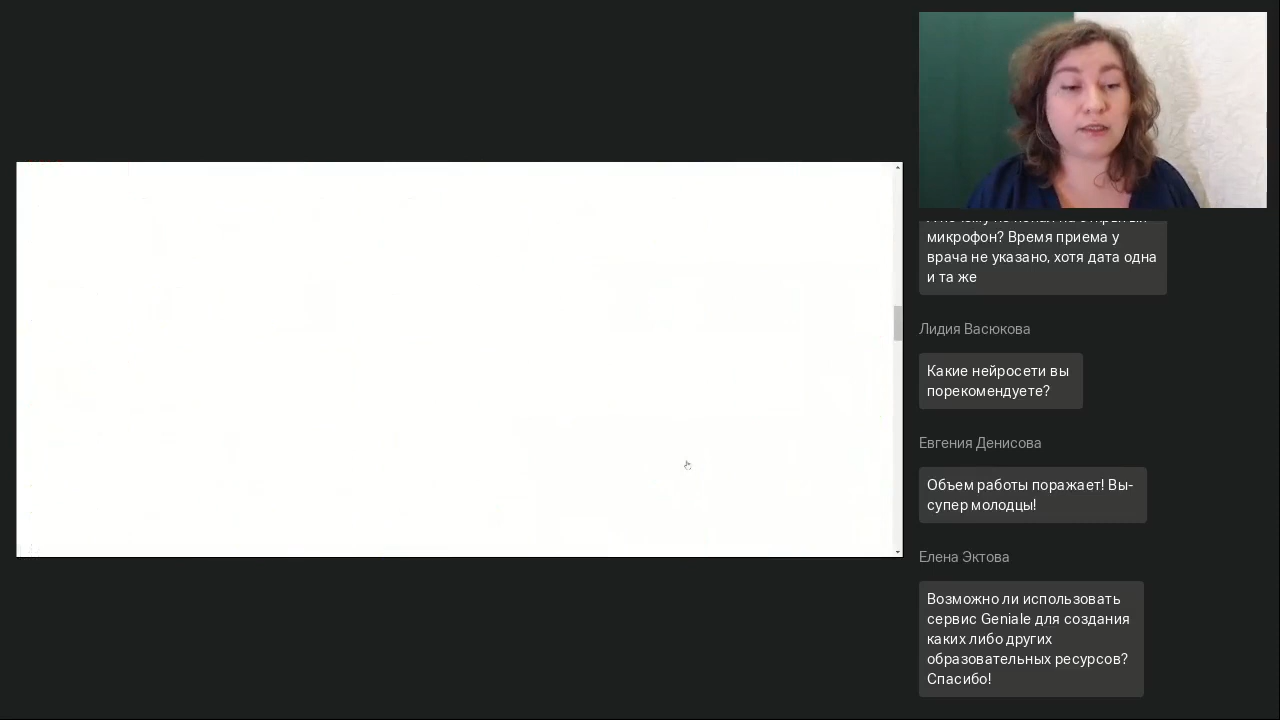 микрофон? Время приема у
врача не указано, хотя дата одна
и та же
Лидия Васюкова
Какие нейросети вы
порекомендуете?
Евгения Денисова
Объем работы поражает! Вы-
супер молодцы!
Елена Эктова
Возможно ли использовать
сервис Geniale для создания
каких либо других
образовательных ресурсов?
Спасибо!